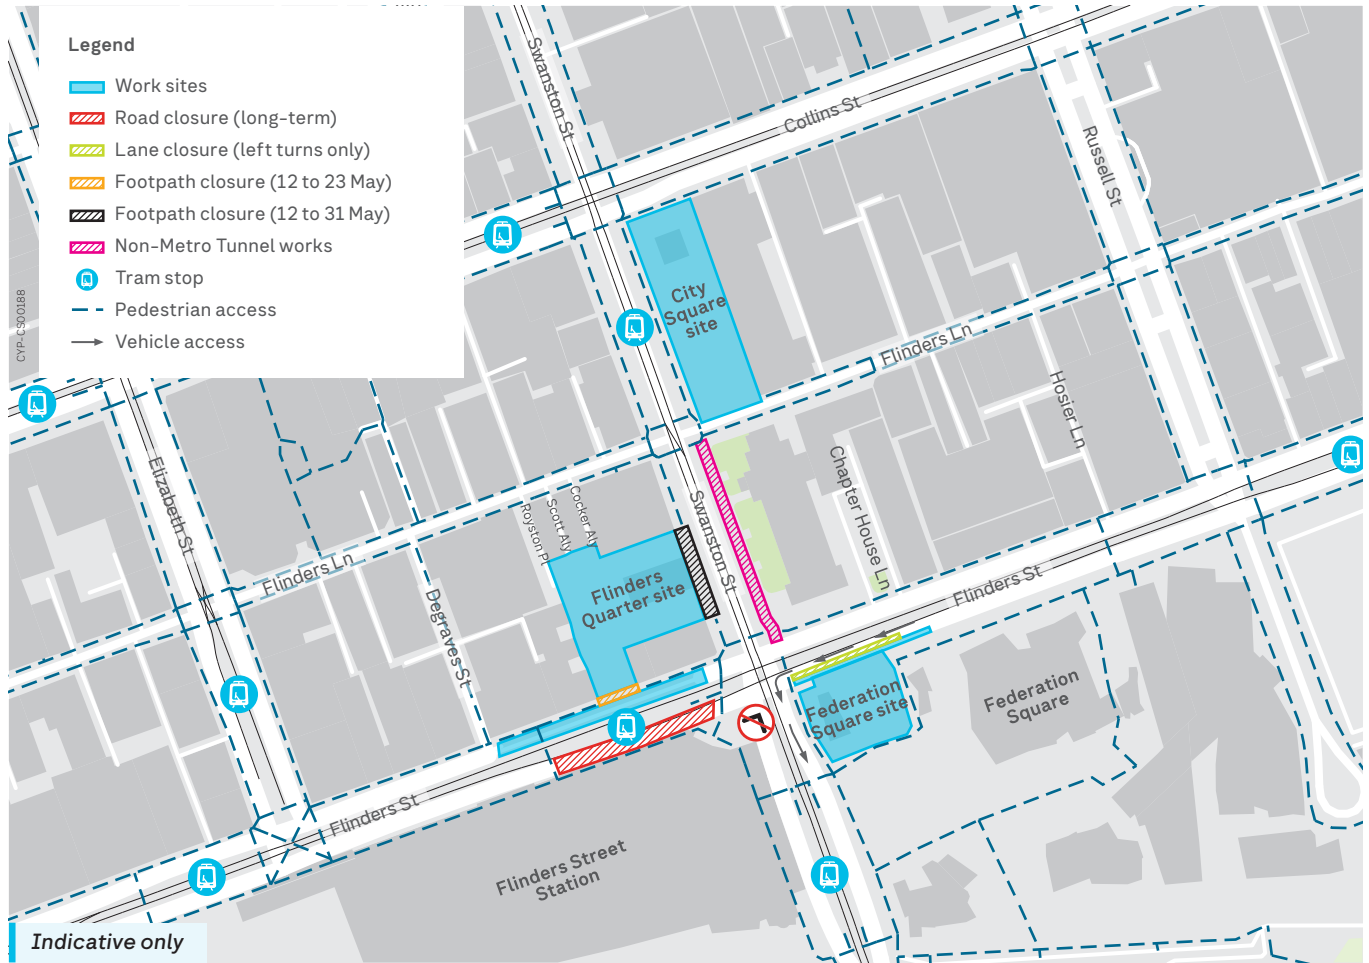 Legend
Work sites
Road closure (long-term)
Lane closure (left turns only)
Footpath closure (12 to 23 May)
Footpath closure (12 to 31 May)
Non-Metro Tunnel works
Tram stop
Pedestrian access
Vehicle access
CYP-CS00188
Swanston St
Collins St
Russell St
City
Square
site
Flinders Ln
Hosier Ln
Chapter House Ln
Elizabeth St
Flinders Ln
Degraves St
Royston Pl
Scott Aly
Cocker Aly
Swanston St
Flinders
Quarter site
Flinders St
Federation
Square site
Federation
Square
Flinders St
Flinders Street
Station
Indicative only